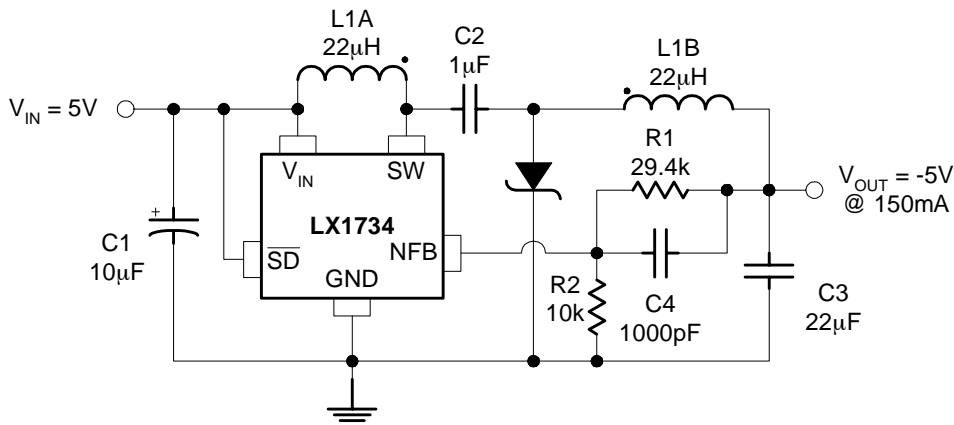 L1A
22μH
C2
1μF
L1B
22μH
V_IN = 5V
R1
29.4k
V_OUT = -5V
@ 150mA
V_IN
SW
LX1734
+
C1
10μF
SD
NFB
GND
R2
10k
C4
1000pF
C3
22μF